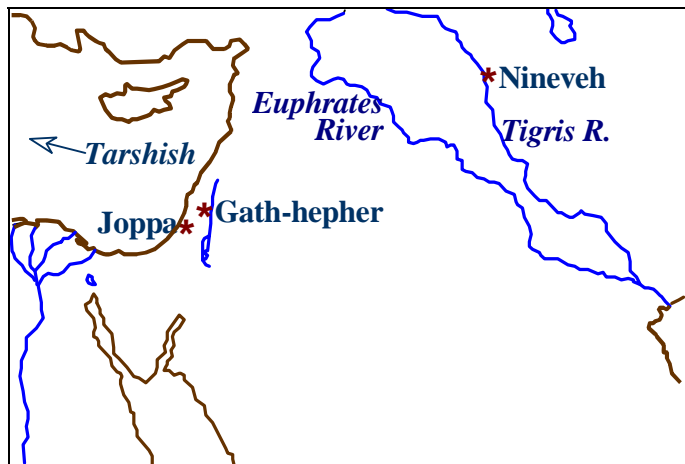 Nineveh
Euphrates
River
Tigris R.
Tarshish
Gath-hepher
Joppa